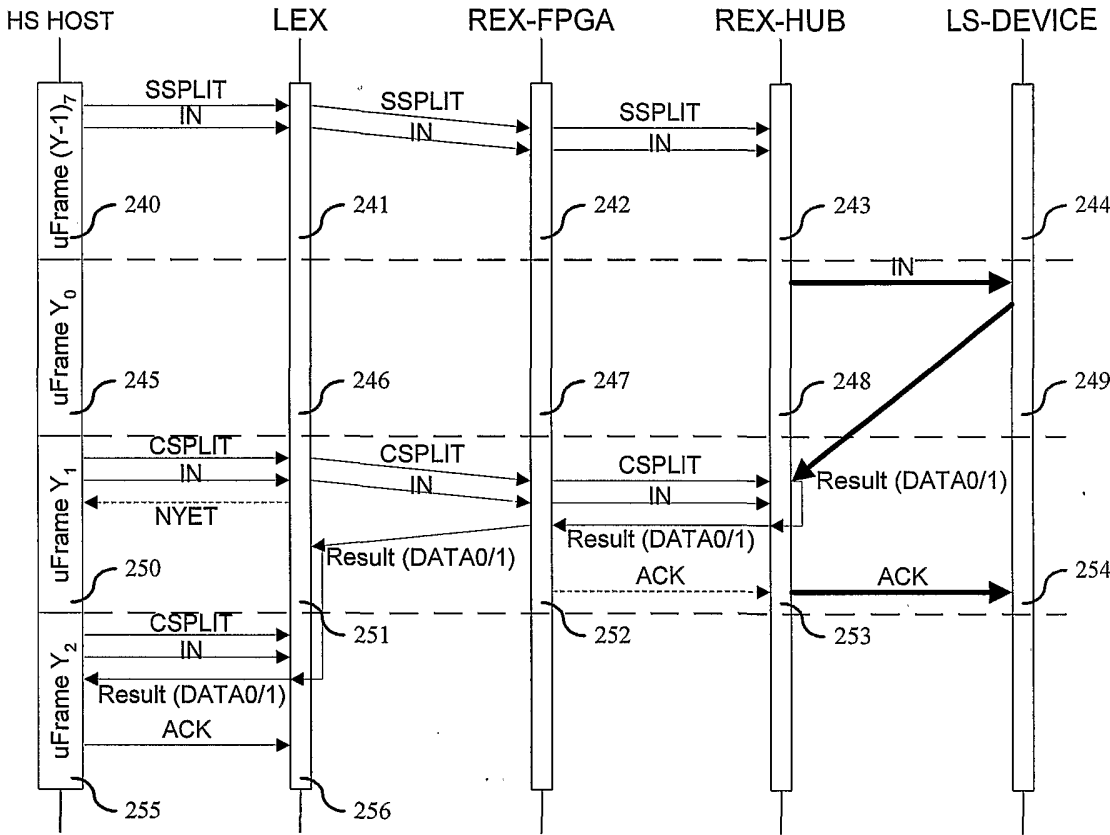 HS HOST LEX REX-FPGA REX-HUB LS-DEVICE
uFrame (Y-1)7
SSPLIT
IN
SSPLIT
IN
SSPLIT
IN
240 241 242 243 244
uFrame Y0
IN
245 246 247 248 249
uFrame Y1
CSPLIT
IN
NYET
CSPLIT
IN
CSPLIT
IN
Result (DATA0/1)
Result (DATA0/1)
Result (DATA0/1)
ACK
ACK
250 251 252 253 254
uFrame Y2
CSPLIT
IN
Result (DATA0/1)
ACK
255 256